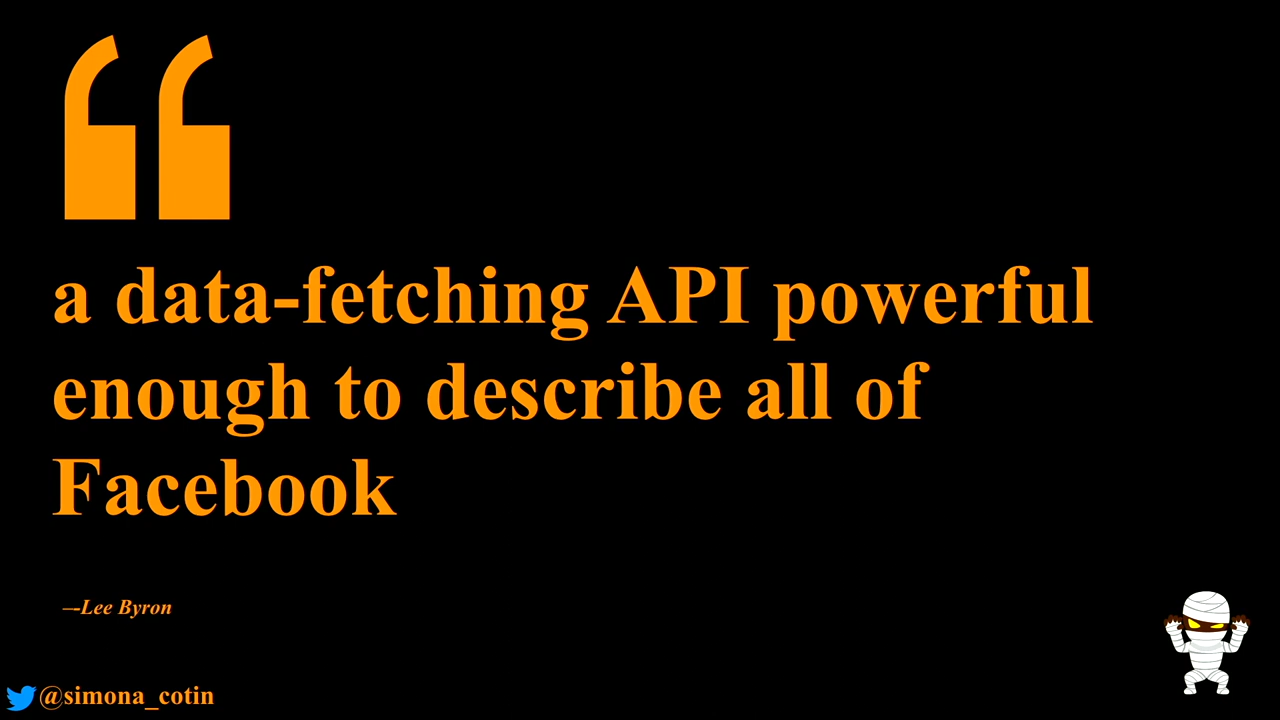 “
a data-fetching API powerful
enough to describe all of
Facebook
—-Lee Byron
@simona_cotin